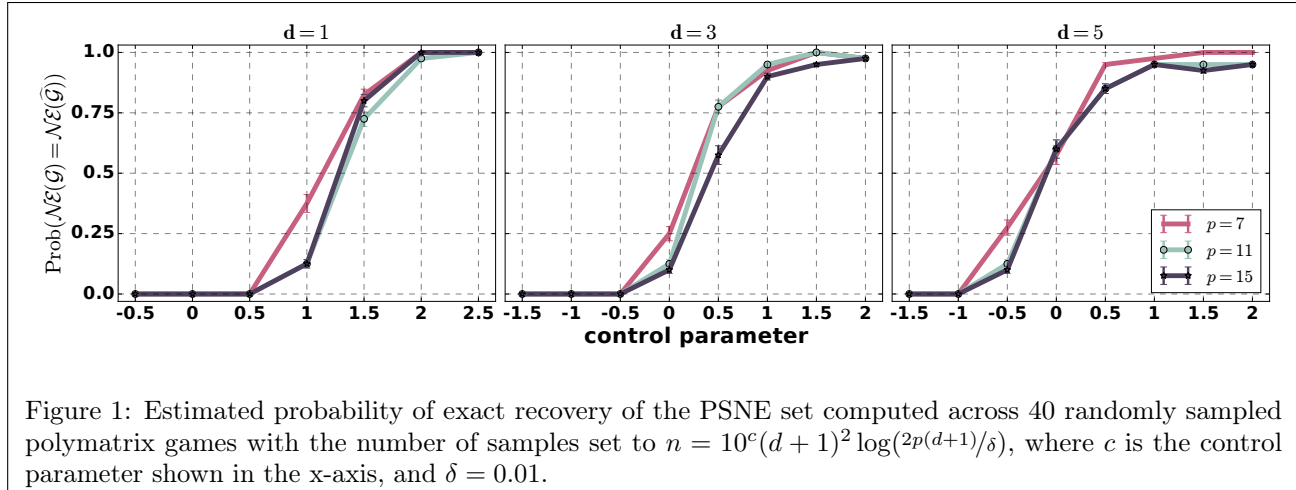 d = 1
d = 3
d = 5
Prob(𝒩ℰ(𝒢) = 𝒩ℰ(𝒢̂))
1.0
0.75
0.5
0.25
0.0
-0.5 0 0.5 1 1.5 2 2.5
-1.5 -1 -0.5 0 0.5 1 1.5 2
-1.5 -1 -0.5 0 0.5 1 1.5 2
p = 7
p = 11
p = 15
control parameter
Figure 1: Estimated probability of exact recovery of the PSNE set computed across 40 randomly sampled
polymatrix games with the number of samples set to n = 10^c(d + 1)^2 log(2p(d+1)/δ), where c is the control
parameter shown in the x-axis, and δ = 0.01.